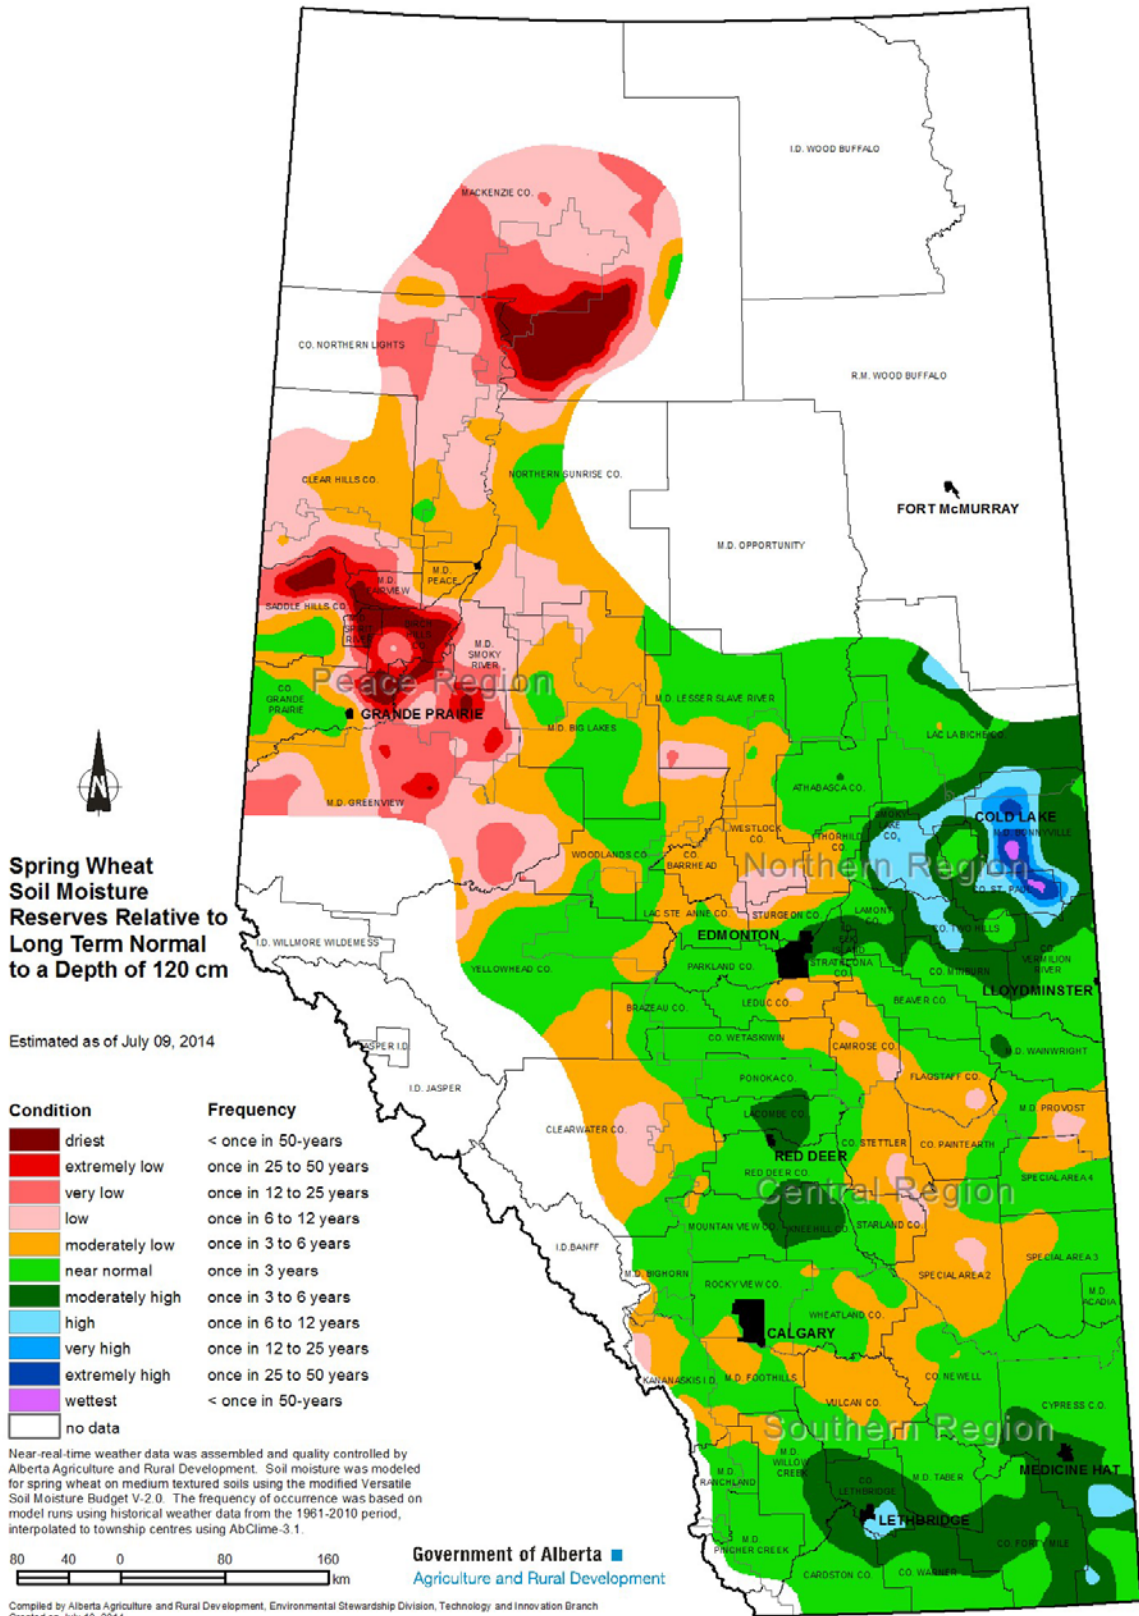 I.D. WOOD BUFFALO
MACKENZIE CO.
CO. NORTHERN LIGHTS
R.M. WOOD BUFFALO
CLEAR HILLS CO.
NORTHERN SUNRISE CO.
FORT McMURRAY
M.D. OPPORTUNITY
M.D.
PEACE
M.D.
FAIRVIEW
SADDLE HILLS CO.
M.D.
SPIRIT
RIVER
BIRCH
HILLS
CO.
M.D.
SMOKY
RIVER
Peace Region
CO.
GRANDE
PRAIRIE
GRANDE PRAIRIE
M.D. LESSER SLAVE RIVER
M.D. BIG LAKES
LAC LA BICHE CO.
ATHABASCA CO.
M.D. GREENVIEW
COLD LAKE
M.D. BONNYVILLE
SMOKY
LAKE
CO.
WESTLOCK
CO.
THORHILD
CO.
WOODLANDS CO.
CO.
BARRHEAD
Northern Region
CO. ST. PAUL
LAC STE. ANNE CO.
STURGEON CO.
LAMONT
CO.
CO. TWO HILLS
EDMONTON
ISLAND
STRATHCONA
CO.
CO.
VERMILION
RIVER
I.D. WILLMORE WILDERNESS
YELLOWHEAD CO.
PARKLAND CO.
CO. MINBURN
LLOYDMINSTER
BRAZEAU CO.
LEDUC CO.
BEAVER CO.
CO. WETASKIWIN
CAMROSE CO.
M.D. WAINWRIGHT
JASPER I.D.
I.D. JASPER
PONOKA CO.
FLAGSTAFF CO.
M.D. PROVOST
LACOMBE CO.
CLEARWATER CO.
CO. STETTLER
CO. PAINTEARTH
RED DEER
RED DEER CO.
SPECIAL AREA 4
Central Region
MOUNTAIN VIEW CO.
KNEEHILL CO.
STARLAND CO.
I.D. BANFF
SPECIAL AREA 3
M.D. BIGHORN
ROCKY VIEW CO.
SPECIAL AREA 2
M.D.
ACADIA
WHEATLAND CO.
CALGARY
KANANASKIS I.D.
M.D. FOOTHILLS
CO. NEWELL
VULCAN CO.
CYPRESS CO.
Southern Region
M.D.
WILLOW
CREEK
M.D.
RANCHLAND
CO.
LETHBRIDGE
M.D. TABER
MEDICINE HAT
LETHBRIDGE
M.D.
PINCHER CREEK
CO. FORTY MILE
CARDSTON CO.
CO. WARNER
N
Spring Wheat
Soil Moisture
Reserves Relative to
Long Term Normal
to a Depth of 120 cm
Estimated as of July 09, 2014
Condition Frequency
driest < once in 50-years
extremely low once in 25 to 50 years
very low once in 12 to 25 years
low once in 6 to 12 years
moderately low once in 3 to 6 years
near normal once in 3 years
moderately high once in 3 to 6 years
high once in 6 to 12 years
very high once in 12 to 25 years
extremely high once in 25 to 50 years
wettest < once in 50-years
no data
Near-real-time weather data was assembled and quality controlled by
Alberta Agriculture and Rural Development. Soil moisture was modeled
for spring wheat on medium textured soils using the modified Versatile
Soil Moisture Budget V-2.0. The frequency of occurrence was based on
model runs using historical weather data from the 1961-2010 period,
interpolated to township centres using AbClime-3.1.
80 40 0 80 160
km
Government of Alberta
Agriculture and Rural Development
Compiled by Alberta Agriculture and Rural Development, Environmental Stewardship Division, Technology and Innovation Branch
Created on July 10, 2014